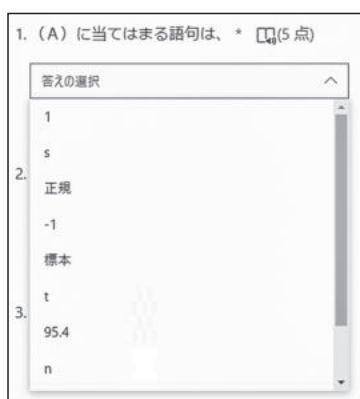 1. （A）に当てはまる語句は、 * (5 点)
答えの選択
1
s
2.
正規
-1
標本
t
3.
95.4
n